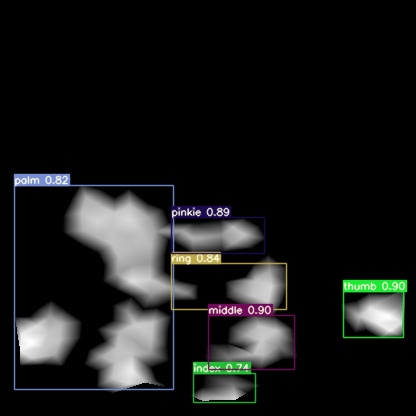 palm 0.82
pinkie 0.89
ring 0.84
thumb 0.90
middle 0.90
index 0.74